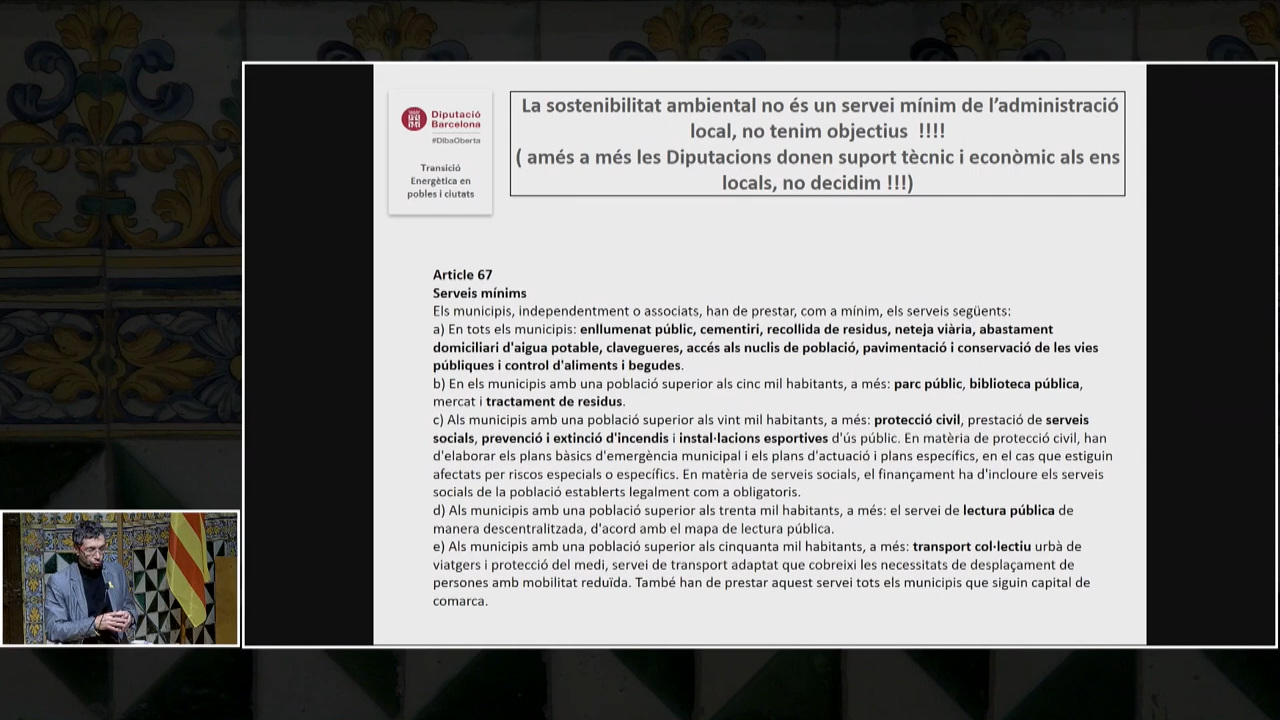 Diputació
Barcelona
#DibaOberta
Transició
Energètica en
pobles i ciutats
La sostenibilitat ambiental no és un servei mínim de l’administració
local, no tenim objectius !!!!
( amés a més les Diputacions donen suport tècnic i econòmic als ens
locals, no decidim !!!)
Article 67
Serveis mínims
Els municipis, independentment o associats, han de prestar, com a mínim, els serveis següents:
a) En tots els municipis: enllumenat públic, cementiri, recollida de residus, neteja viària, abastament
domiciliari d'aigua potable, clavegueres, accés als nuclis de població, pavimentació i conservació de les vies
públiques i control d'aliments i begudes.
b) En els municipis amb una població superior als cinc mil habitants, a més: parc públic, biblioteca pública,
mercat i tractament de residus.
c) Als municipis amb una població superior als vint mil habitants, a més: protecció civil, prestació de serveis
socials, prevenció i extinció d'incendis i instal·lacions esportives d'ús públic. En matèria de protecció civil, han
d'elaborar els plans bàsics d'emergència municipal i els plans d'actuació i plans específics, en el cas que estiguin
afectats per riscos especials o específics. En matèria de serveis socials, el finançament ha d'incloure els serveis
socials de la població establerts legalment com a obligatoris.
d) Als municipis amb una població superior als trenta mil habitants, a més: el servei de lectura pública de
manera descentralitzada, d'acord amb el mapa de lectura pública.
e) Als municipis amb una població superior als cinquanta mil habitants, a més: transport col·lectiu urbà de
viatgers i protecció del medi, servei de transport adaptat que cobreixi les necessitats de desplaçament de
persones amb mobilitat reduïda. També han de prestar aquest servei tots els municipis que siguin capital de
comarca.